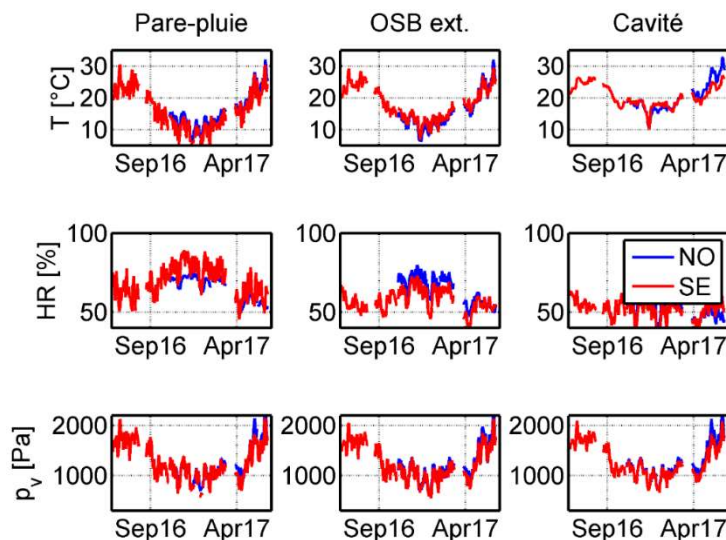 Pare-pluie OSB ext. Cavité
T [°C]
30 30 30
20 20 20
10 10 10
Sep16 Apr17 Sep16 Apr17 Sep16 Apr17
HR [%]
100 100 100
50 50 50
NO
SE
Sep16 Apr17 Sep16 Apr17 Sep16 Apr17
pv [Pa]
2000 2000 2000
1000 1000 1000
Sep16 Apr17 Sep16 Apr17 Sep16 Apr17